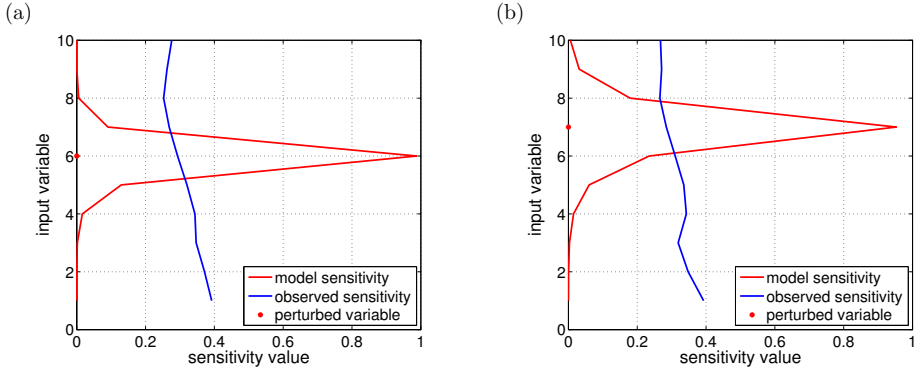 (a)
10
8
6
4
2
0
input variable
model sensitivity
observed sensitivity
perturbed variable
0 0.2 0.4 0.6 0.8 1
sensitivity value
(b)
10
8
6
4
2
0
input variable
model sensitivity
observed sensitivity
perturbed variable
0 0.2 0.4 0.6 0.8 1
sensitivity value